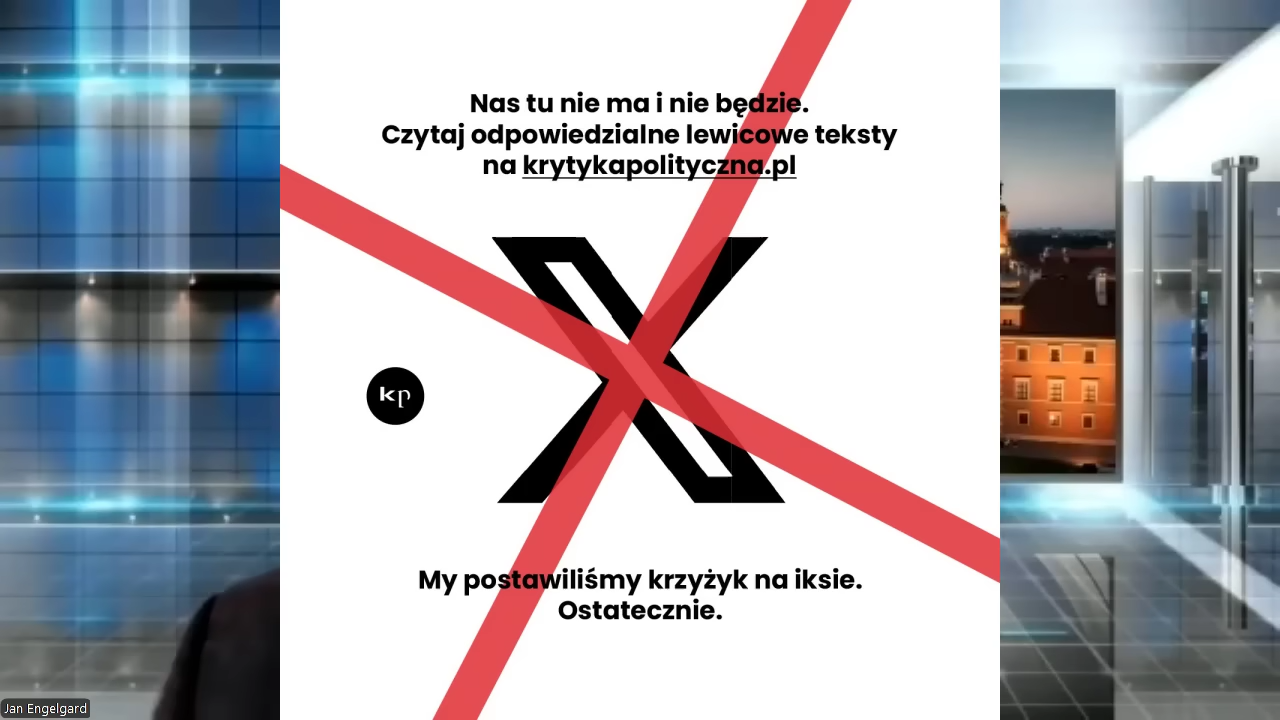 Nas tu nie ma i nie będzie.
Czytaj odpowiedzialne lewicowe teksty
na krytykapolityczna.pl
kp
My postawiliśmy krzyżyk na iksie.
Ostatecznie.
Jan Engelgard